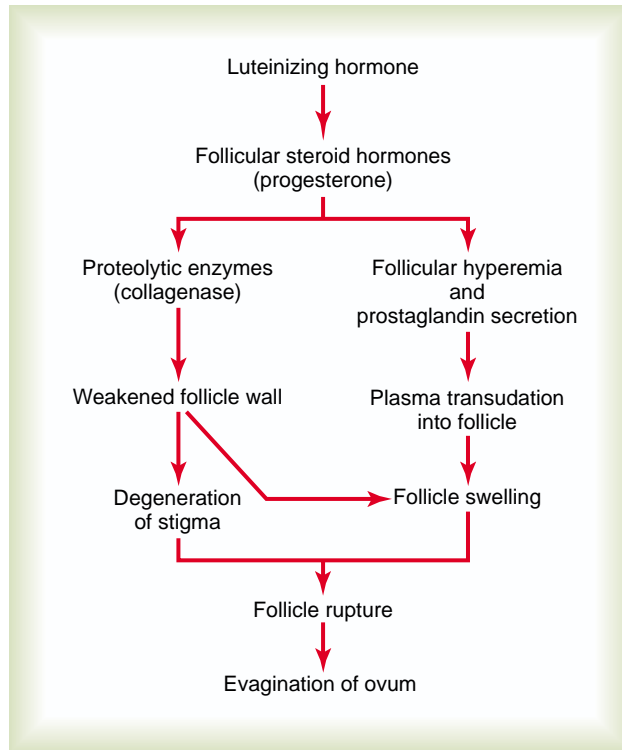 Luteinizing hormone
Follicular steroid hormones
(progesterone)
Proteolytic enzymes
(collagenase)
Follicular hyperemia
and
prostaglandin secretion
Weakened follicle wall
Plasma transudation
into follicle
Degeneration
of stigma
Follicle swelling
Follicle rupture
Evagination of ovum